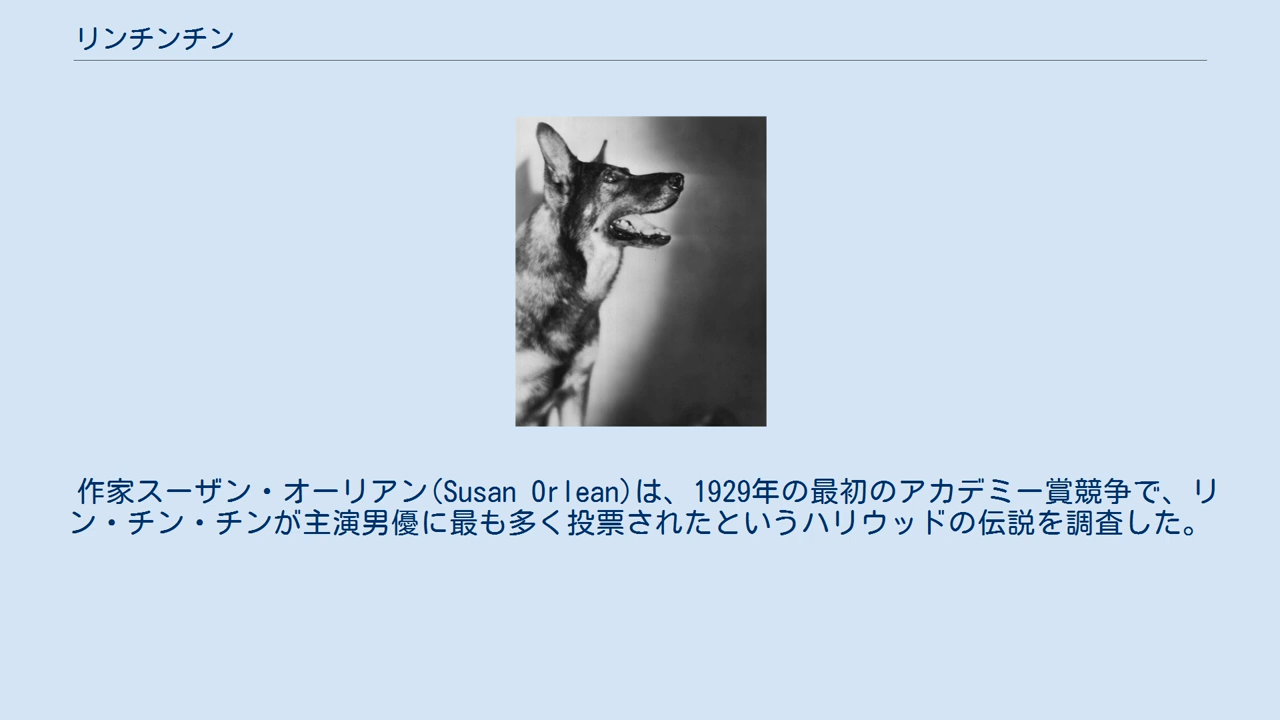 リンチンチン
作家スーザン・オーリアン(Susan Orlean)は、1929年の最初のアカデミー賞競争で、リ
ン・チン・チンが主演男優に最も多く投票されたというハリウッドの伝説を調査した。